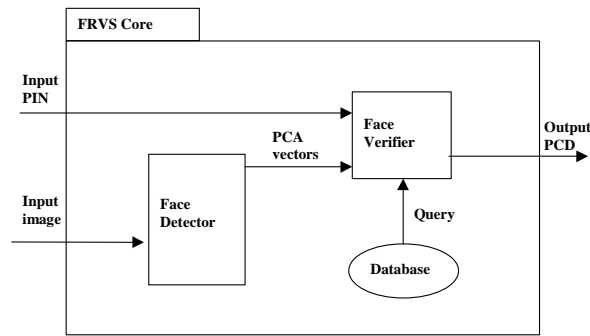 FRVS Core
Input
PIN
Face
Verifier
Output
PCD
PCA
vectors
Input
image
Face
Detector
Query
Database